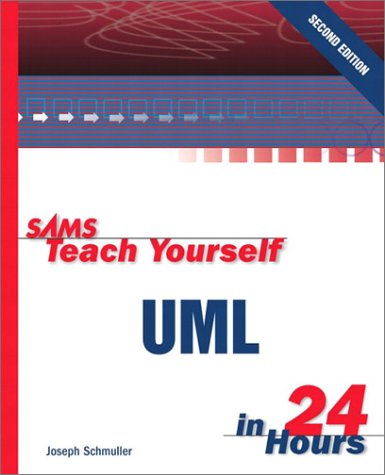 SECOND EDITION
SAMS
Teach Yourself
UML
in 24
Hours
Joseph Schmuller